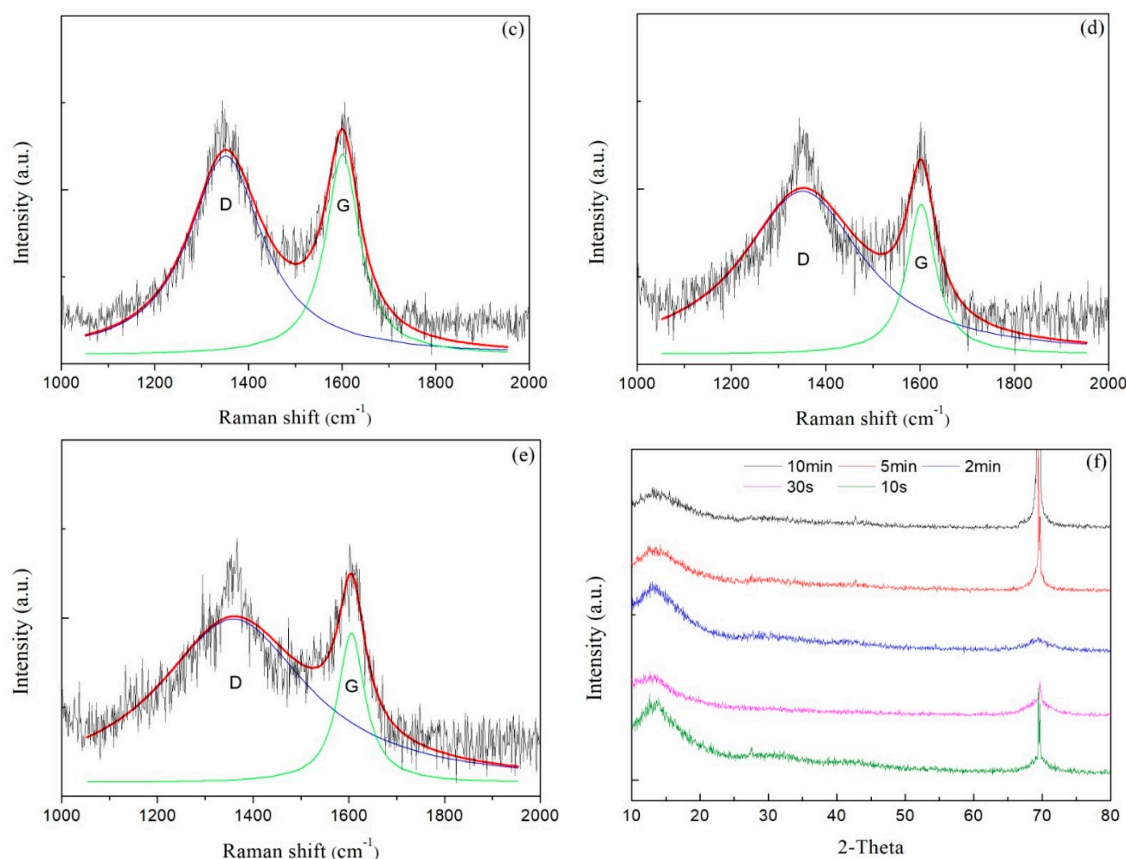 (c)
Intensity (a.u.)
D
G
1000 1200 1400 1600 1800 2000
Raman shift (cm⁻¹)
(d)
Intensity (a.u.)
D
G
1000 1200 1400 1600 1800 2000
Raman shift (cm⁻¹)
(e)
Intensity (a.u.)
D
G
1000 1200 1400 1600 1800 2000
Raman shift (cm⁻¹)
(f)
10min 5min 2min
30s 10s
Intensity (a.u.)
10 20 30 40 50 60 70 80
2-Theta